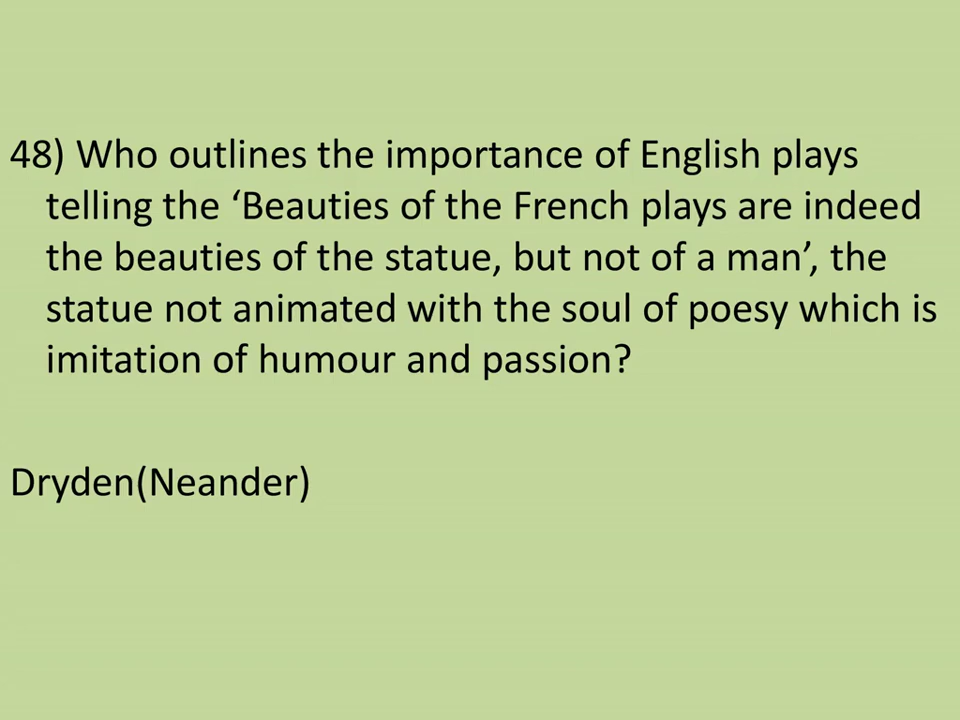 48) Who outlines the importance of English plays
telling the ‘Beauties of the French plays are indeed
the beauties of the statue, but not of a man’, the
statue not animated with the soul of poesy which is
imitation of humour and passion?
Dryden(Neander)